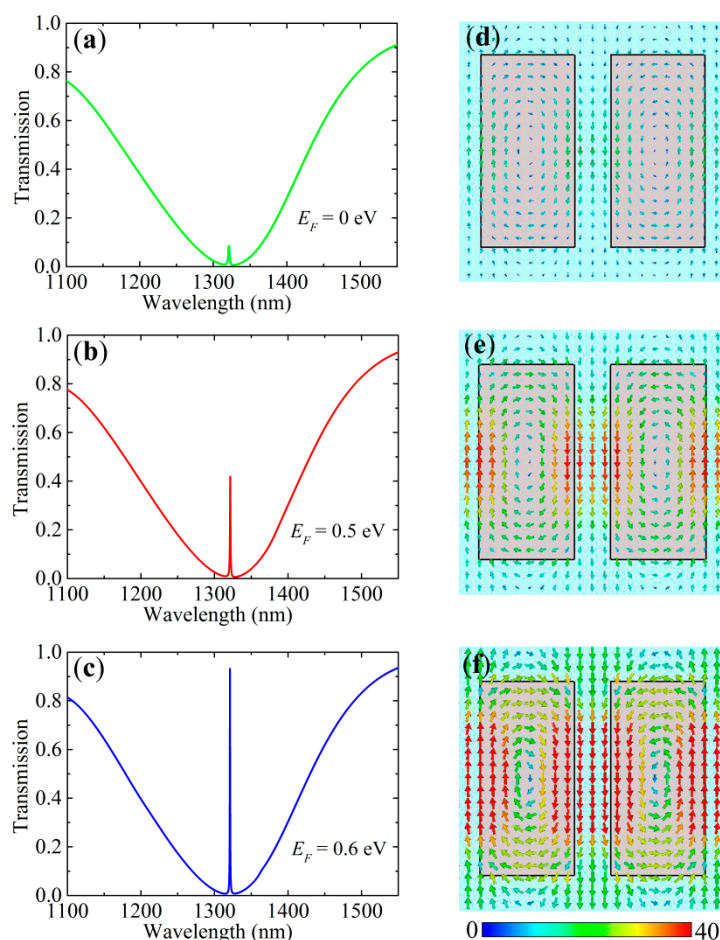 (a)
1.0
0.8
0.6
0.4
0.2
0.0
Transmission
E_F = 0 eV
1100 1200 1300 1400 1500
Wavelength (nm)
(d)
(b)
1.0
0.8
0.6
0.4
0.2
0.0
Transmission
E_F = 0.5 eV
1100 1200 1300 1400 1500
Wavelength (nm)
(e)
(c)
1.0
0.8
0.6
0.4
0.2
0.0
Transmission
E_F = 0.6 eV
1100 1200 1300 1400 1500
Wavelength (nm)
(f)
0 40